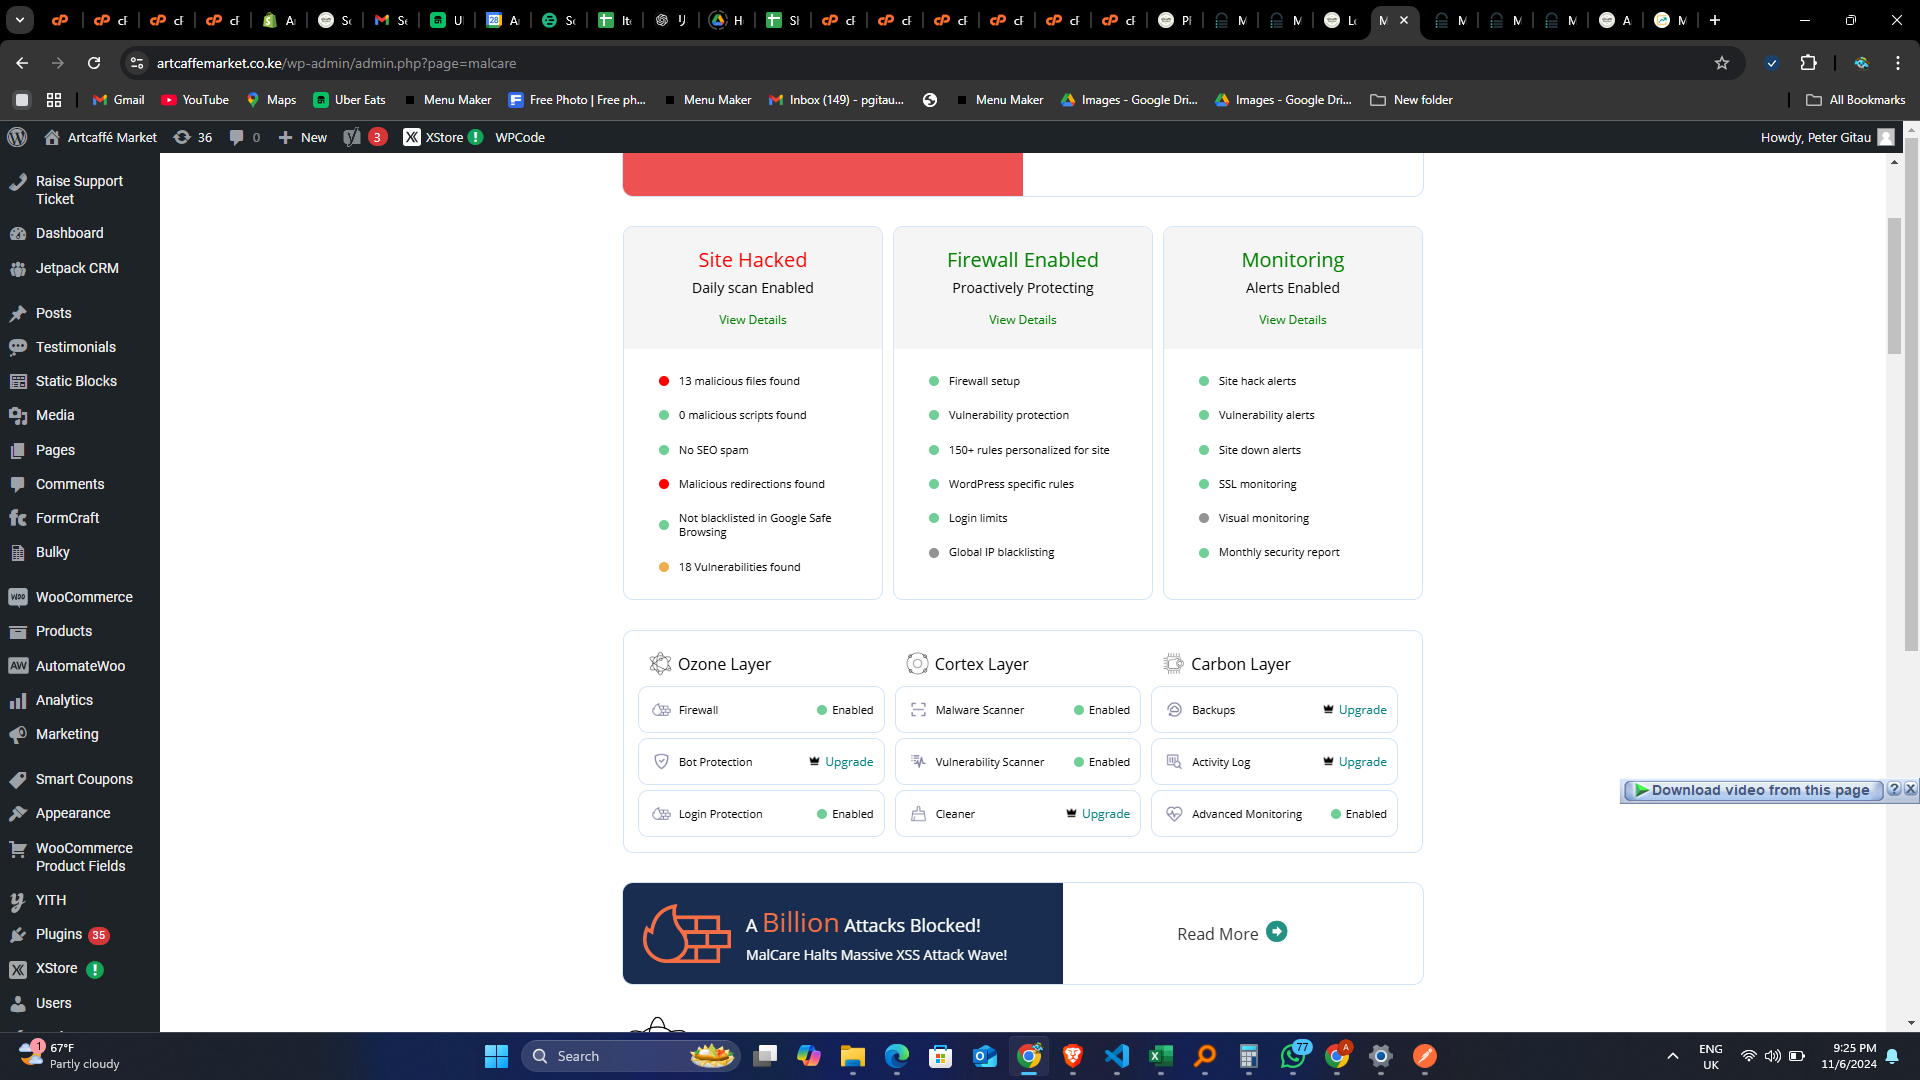 artcaffemarket.co.ke/wp-admin/admin.php?page=malcare
Gmail
YouTube
Maps
Uber Eats
Menu Maker
Free Photo | Free ph...
Menu Maker
Inbox (149) - pgitau...
Menu Maker
Images - Google Dri...
Images - Google Dri...
New folder
All Bookmarks
Artcaffé Market
36
0
New
3
XStore
WPCode
Howdy, Peter Gitau
Raise Support
Ticket
Dashboard
Jetpack CRM
Posts
Testimonials
Static Blocks
Media
Pages
Comments
FormCraft
Bulky
WooCommerce
Products
AutomateWoo
Analytics
Marketing
Smart Coupons
Appearance
WooCommerce
Product Fields
YITH
Plugins 35
XStore
Users
Site Hacked
Daily scan Enabled
View Details
13 malicious files found
0 malicious scripts found
No SEO spam
Malicious redirections found
Not blacklisted in Google Safe
Browsing
18 Vulnerabilities found
Firewall Enabled
Proactively Protecting
View Details
Firewall setup
Vulnerability protection
150+ rules personalized for site
WordPress specific rules
Login limits
Global IP blacklisting
Monitoring
Alerts Enabled
View Details
Site hack alerts
Vulnerability alerts
Site down alerts
SSL monitoring
Visual monitoring
Monthly security report
Ozone Layer
Firewall Enabled
Bot Protection Upgrade
Login Protection Enabled
Cortex Layer
Malware Scanner Enabled
Vulnerability Scanner Enabled
Cleaner Upgrade
Carbon Layer
Backups Upgrade
Activity Log Upgrade
Advanced Monitoring Enabled
Download video from this page
A Billion Attacks Blocked!
MalCare Halts Massive XSS Attack Wave!
Read More
1
67°F
Partly cloudy
Search
77
A
ENG
UK
9:25 PM
11/6/2024